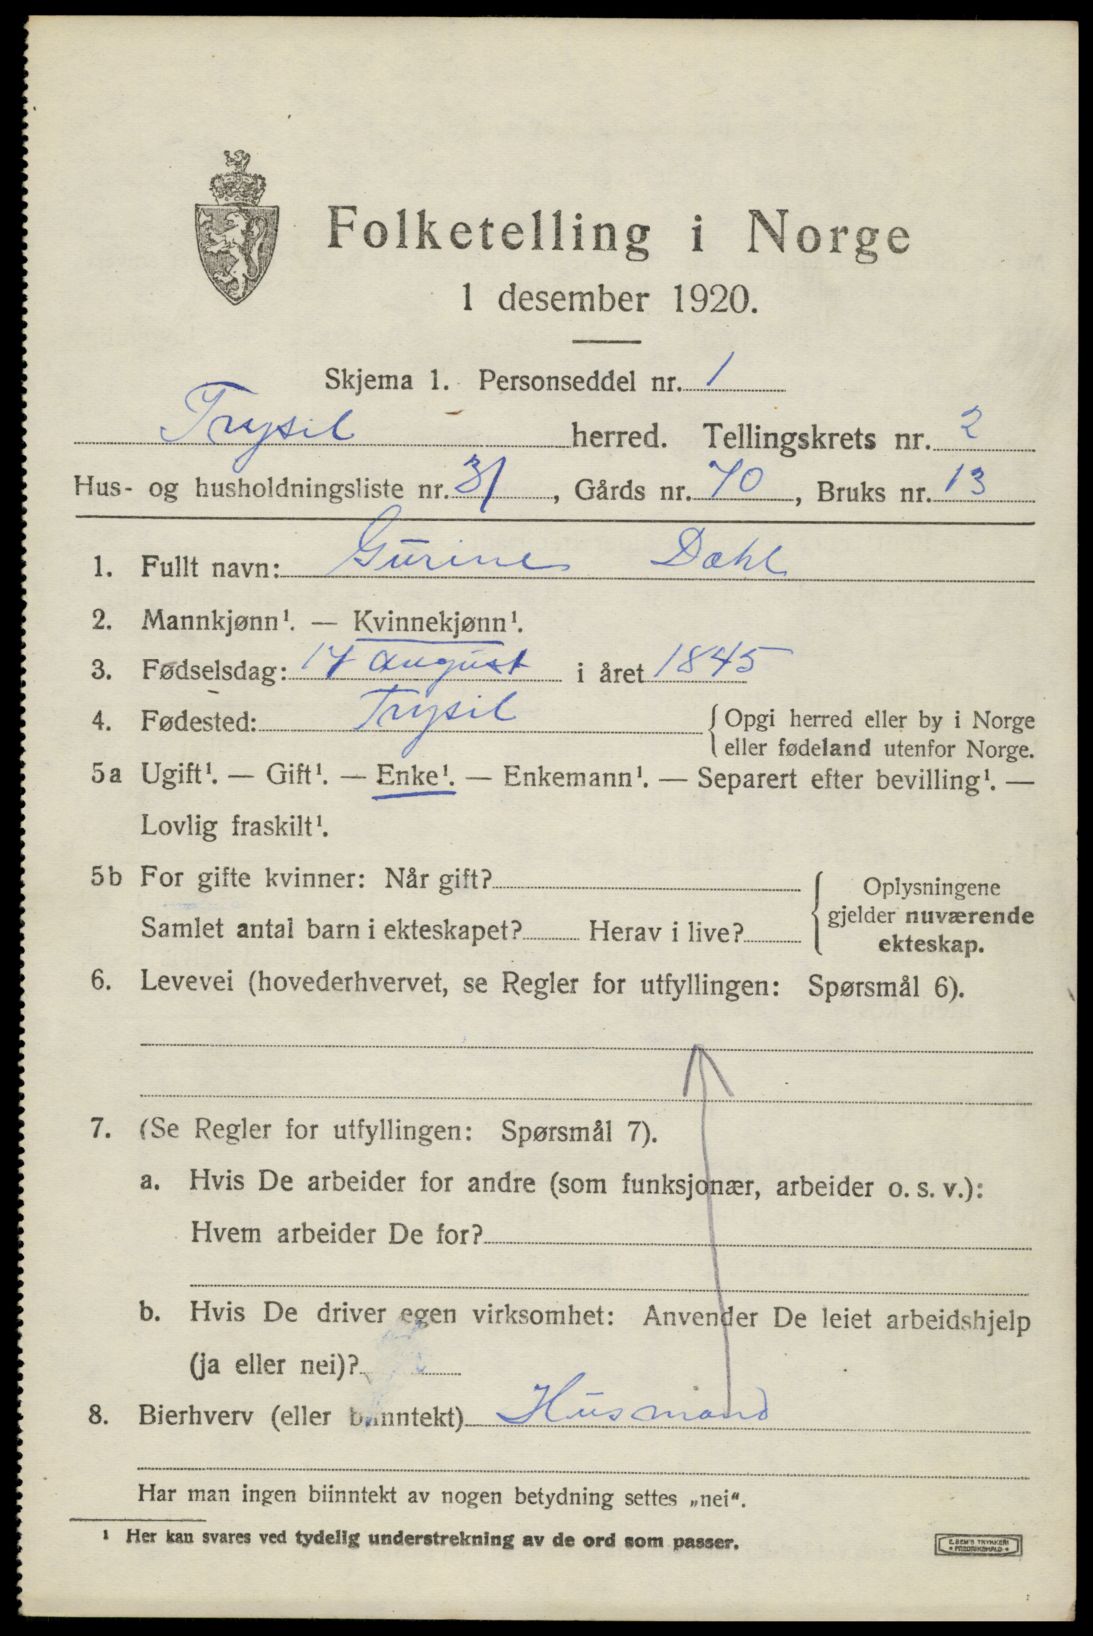 Folketelling i Norge
1 desember 1920.
Skjema 1. Personseddel nr. 1
Trysil herred. Tellingskrets nr. 2
Hus- og husholdningsliste nr. 31, Gårds nr. 70, Bruks nr. 13
1. Fullt navn: Gurine Dahl
2. Mannkjønn¹. — Kvinnekjønn¹.
3. Fødselsdag: 17 august i året 1845
4. Fødested: Trysil {Opgi herred eller by i Norge
eller fødeland utenfor Norge.
5a Ugift¹. — Gift¹. — Enke¹. — Enkemann¹. — Separert efter bevilling¹. —
Lovlig fraskilt¹.
5b For gifte kvinner: Når gift?
Samlet antal barn i ekteskapet? Herav i live?
{Oplysningene
gjelder nuværende
ekteskap.
6. Levevei (hovederhvervet, se Regler for utfyllingen: Spørsmål 6).
7. (Se Regler for utfyllingen: Spørsmål 7).
a. Hvis De arbeider for andre (som funksjonær, arbeider o. s. v.):
Hvem arbeider De for?
b. Hvis De driver egen virksomhet: Anvender De leiet arbeidshjelp
(ja eller nei)?
8. Bierhverv (eller biinntekt) Husmand
Har man ingen biinntekt av nogen betydning settes „nei“.
¹ Her kan svares ved tydelig understrekning av de ord som passer.
E. SEM'S TRYKKERI
FREDRIKSHALD